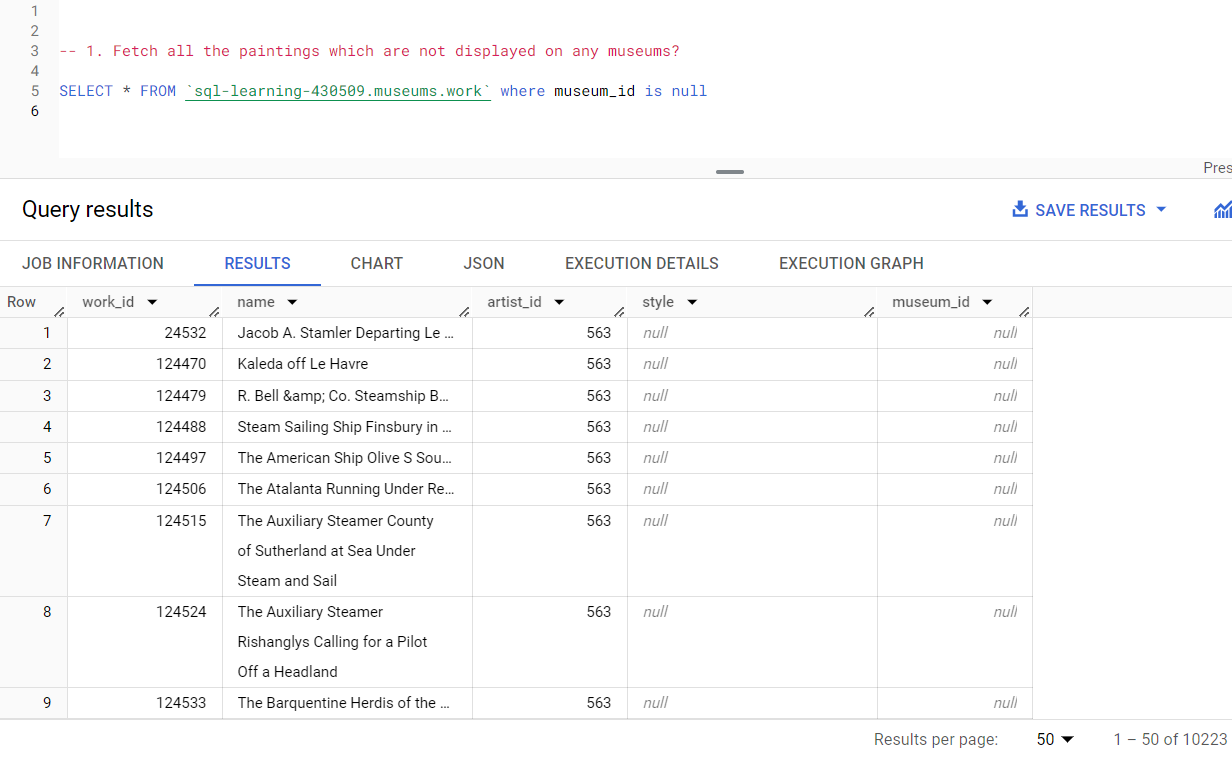 1
2
3 -- 1. Fetch all the paintings which are not displayed on any museums?
4
5 SELECT * FROM `sql-learning-430509.museums.work` where museum_id is null
6
Pres
Query results SAVE RESULTS
JOB INFORMATION RESULTS CHART JSON EXECUTION DETAILS EXECUTION GRAPH
Row work_id name artist_id style museum_id
1 24532 Jacob A. Stamler Departing Le ... 563 null null
2 124470 Kaleda off Le Havre 563 null null
3 124479 R. Bell &amp; Co. Steamship B... 563 null null
4 124488 Steam Sailing Ship Finsbury in ... 563 null null
5 124497 The American Ship Olive S Sou... 563 null null
6 124506 The Atalanta Running Under Re... 563 null null
7 124515 The Auxiliary Steamer County 563 null null
of Sutherland at Sea Under
Steam and Sail
8 124524 The Auxiliary Steamer 563 null null
Rishanglys Calling for a Pilot
Off a Headland
9 124533 The Barquentine Herdis of the ... 563 null null
Results per page: 50 1 – 50 of 10223